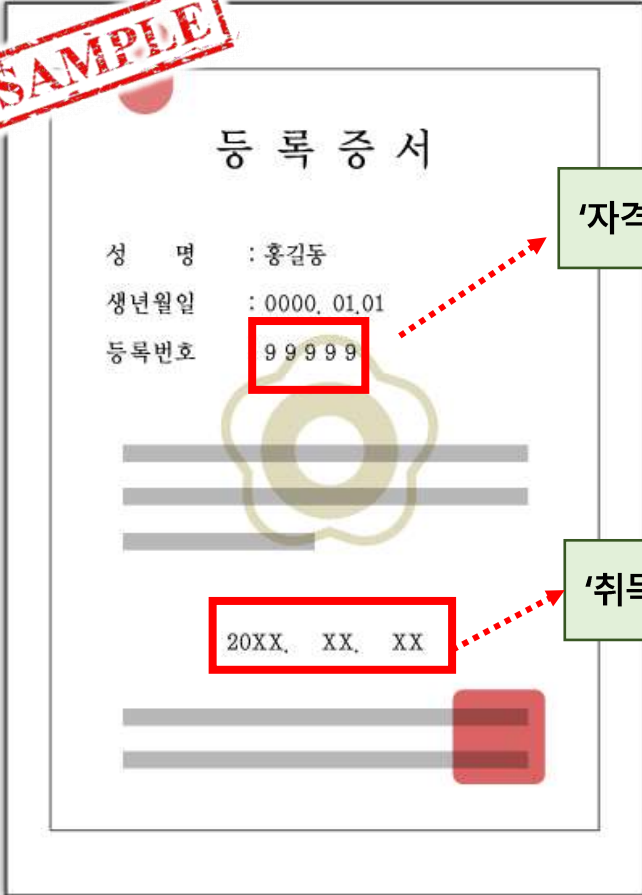 SAMPLE
등록증서
성 명 : 홍길동
'자격
생년월일 : 0000. 01.01
등록번호 99999
'취득
20XX. XX. XX